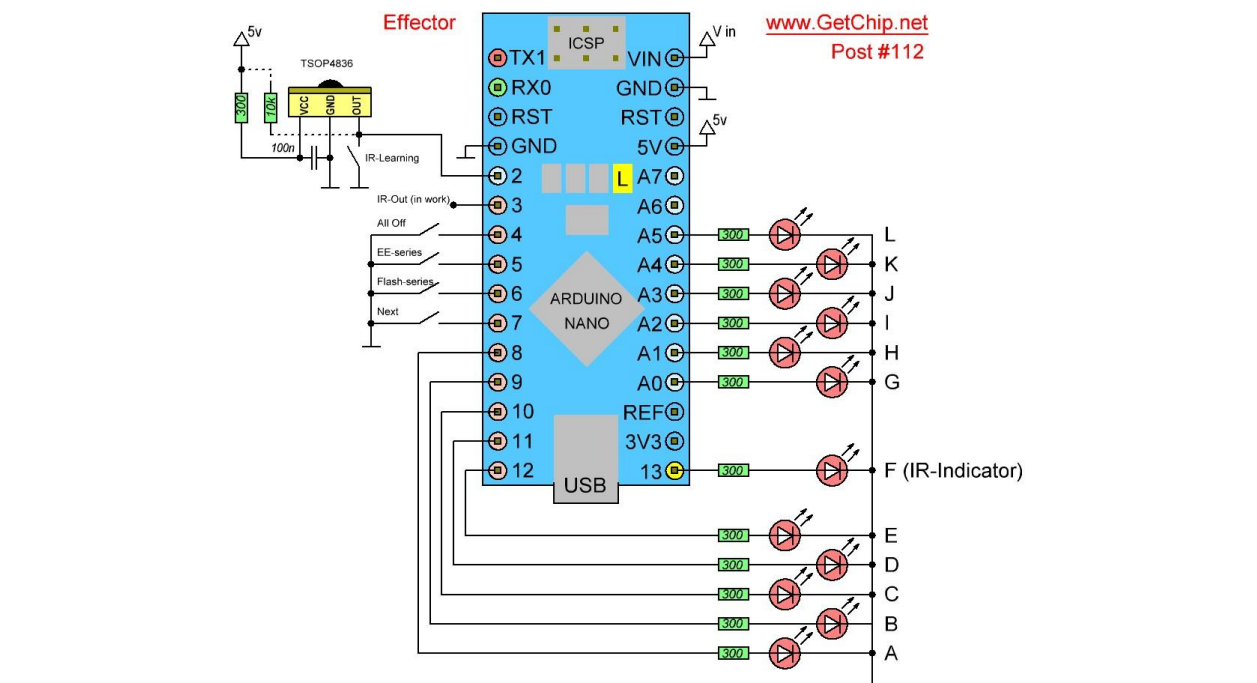 Effector
www.GetChip.net
Post #112
5v
TSOP4836
VCC
GND
OUT
300
10k
100n
IR-Learning
IR-Out (in work)
All Off
EE-series
Flash-series
Next
ICSP
TX1
RX0
RST
GND
2
3
4
5
6
7
8
9
10
11
12
VIN
GND
RST
5V
A7
A6
A5
A4
A3
A2
A1
A0
REF
3V3
13
L
ARDUINO
NANO
USB
V in
5v
300 L
300 K
300 J
300 I
300 H
300 G
300 F (IR-Indicator)
300 E
300 D
300 C
300 B
300 A